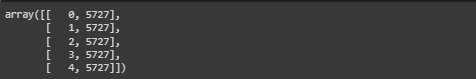 array([[   0, 5727],
       [   1, 5727],
       [   2, 5727],
       [   3, 5727],
       [   4, 5727]])